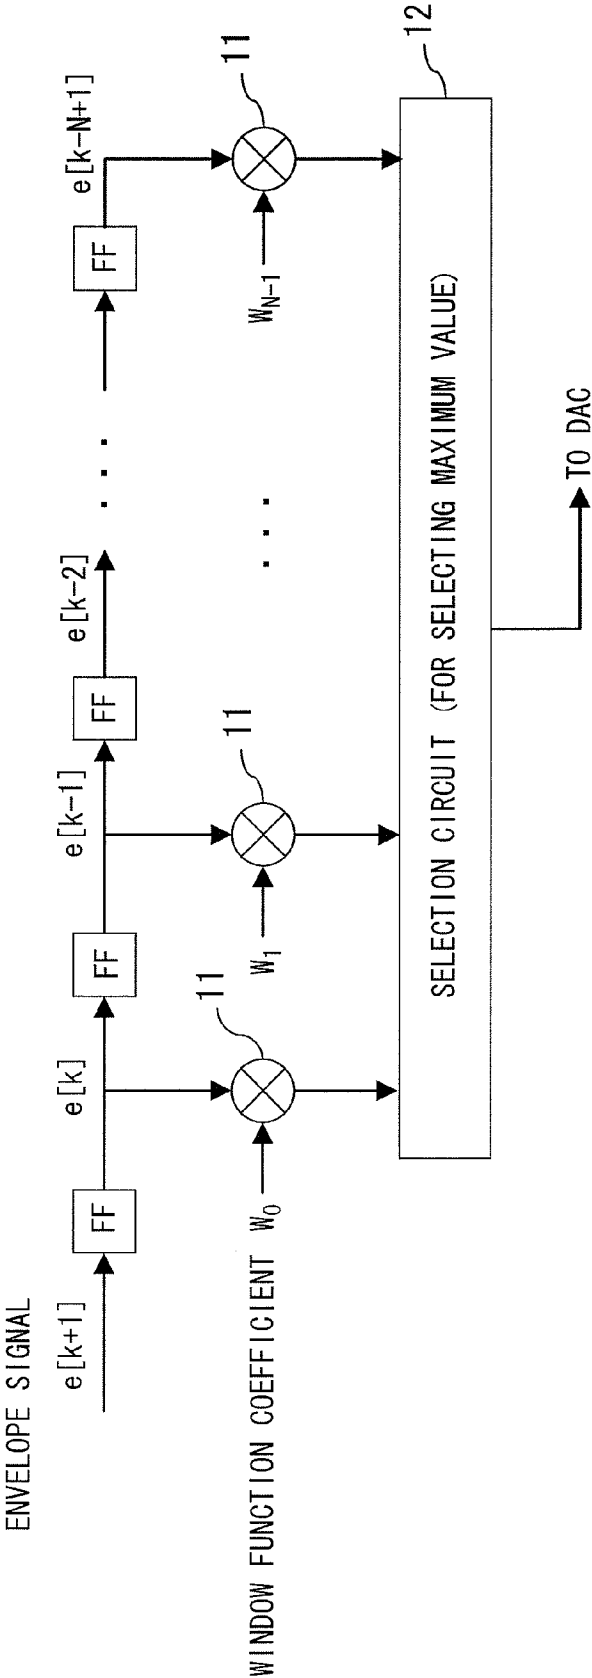 ENVELOPE SIGNAL
e[k+1]
FF
e[k]
FF
e[k-1]
FF
e[k-2]
. . .
FF
e[k-N+1]
WINDOW FUNCTION COEFFICIENT W0
11
W1
11
. . .
WN-1
11
SELECTION CIRCUIT (FOR SELECTING MAXIMUM VALUE)
12
TO DAC